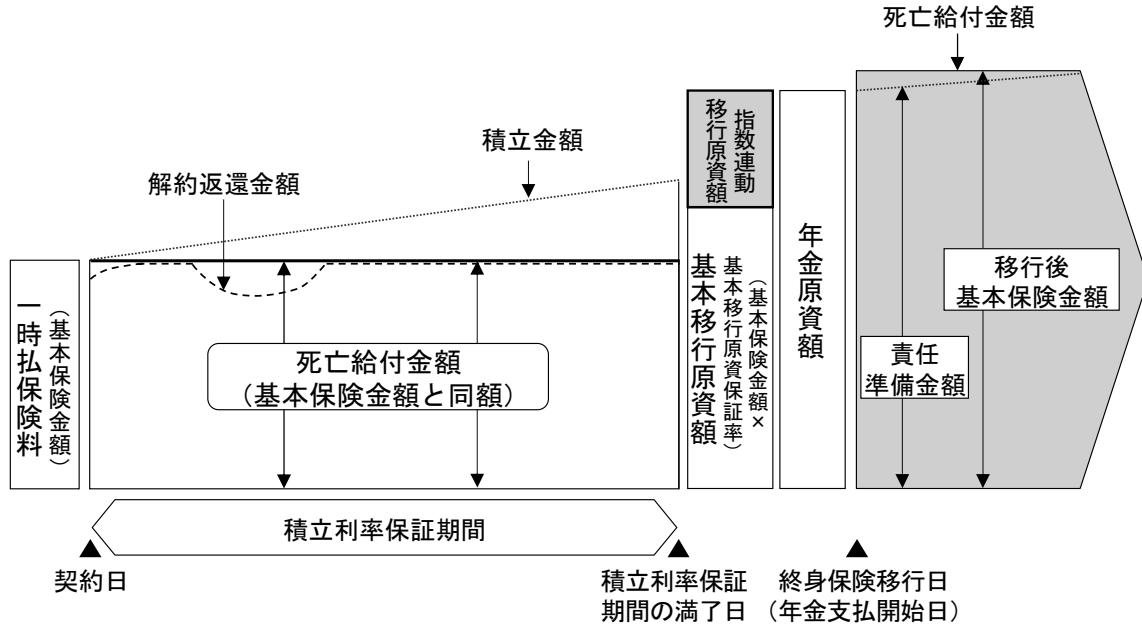 死亡給付金額
積立金額
解約返還金額
指数連動
移行原資額
一時払保険料
（基本保険金額）
死亡給付金額
（基本保険金額と同額）
基本移行原資額
（基本保険金額×
基本移行原資保証率）
年金原資額
移行後
基本保険金額
責任
準備金額
積立利率保証期間
契約日
積立利率保証
期間の満了日
終身保険移行日
（年金支払開始日）